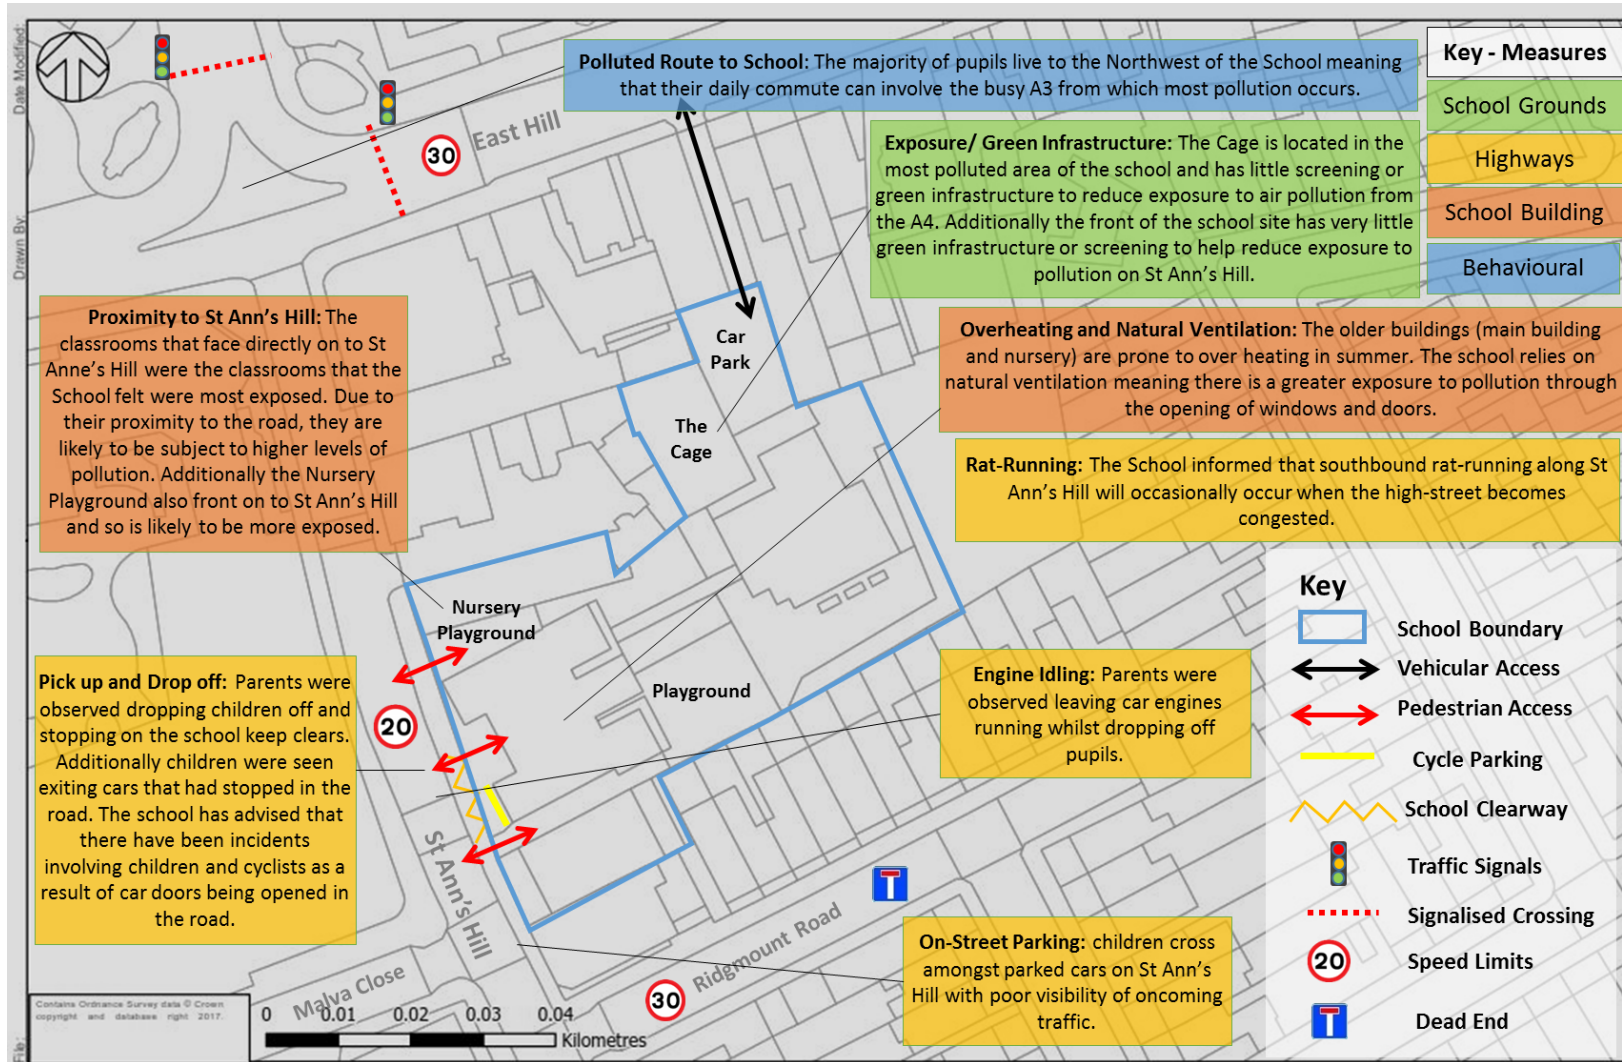 Date Modified:
Drawn By:
File:
Polluted Route to School: The majority of pupils live to the Northwest of the School meaning
that their daily commute can involve the busy A3 from which most pollution occurs.
Key - Measures
School Grounds
Highways
School Building
Behavioural
30
East Hill
Exposure/ Green Infrastructure: The Cage is located in the
most polluted area of the school and has little screening or
green infrastructure to reduce exposure to air pollution from
the A4. Additionally the front of the school site has very little
green infrastructure or screening to help reduce exposure to
pollution on St Ann's Hill.
Proximity to St Ann's Hill: The
classrooms that face directly on to St
Anne's Hill were the classrooms that the
School felt were most exposed. Due to
their proximity to the road, they are
likely to be subject to higher levels of
pollution. Additionally the Nursery
Playground also front on to St Ann's Hill
and so is likely to be more exposed.
Car
Park
The
Cage
Overheating and Natural Ventilation: The older buildings (main building
and nursery) are prone to over heating in summer. The school relies on
natural ventilation meaning there is a greater exposure to pollution through
the opening of windows and doors.
Rat-Running: The School informed that southbound rat-running along St
Ann's Hill will occasionally occur when the high-street becomes
congested.
Nursery
Playground
Playground
Pick up and Drop off: Parents were
observed dropping children off and
stopping on the school keep clears.
Additionally children were seen
exiting cars that had stopped in the
road. The school has advised that
there have been incidents
involving children and cyclists as a
result of car doors being opened in
the road.
20
Engine Idling: Parents were
observed leaving car engines
running whilst dropping off
pupils.
St Ann's Hill
Malva Close
Ridgmount Road
30
On-Street Parking: children cross
amongst parked cars on St Ann's
Hill with poor visibility of oncoming
traffic.
Key
School Boundary
Vehicular Access
Pedestrian Access
Cycle Parking
School Clearway
Traffic Signals
Signalised Crossing
20
Speed Limits
Dead End
Contains Ordnance Survey data © Crown
copyright and database right 2017.
0 0.01 0.02 0.03 0.04
Kilometres